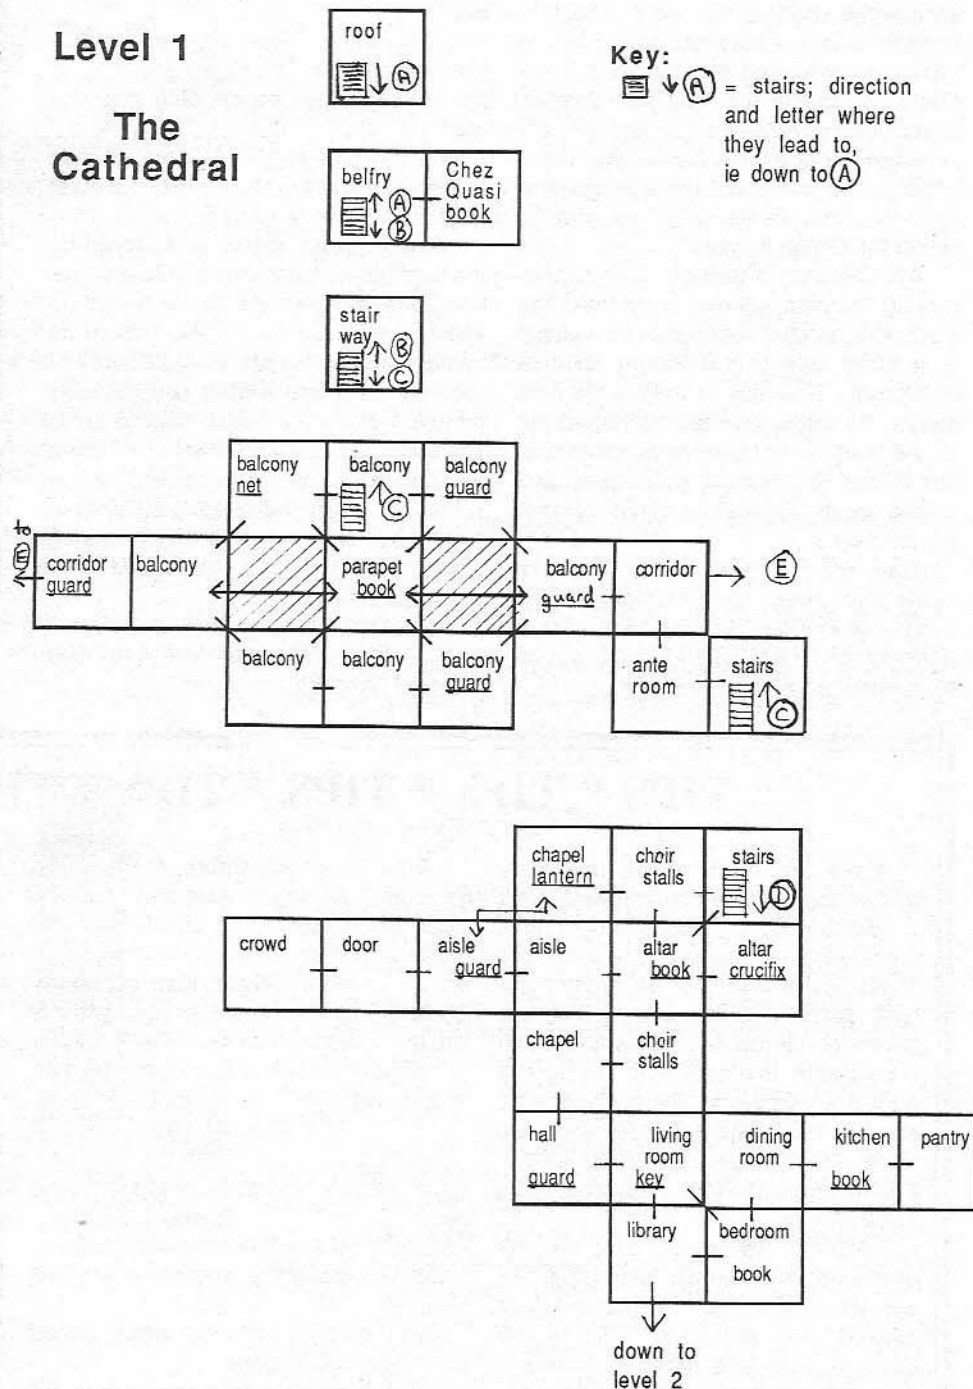 Level 1
The
Cathedral
roof
A
Key:
A = stairs; direction
and letter where
they lead to,
ie down to A
belfry
A
B
Chez
Quasi
book
stair
way
B
C
balcony
net
balcony
C
balcony
guard
to
E
corridor
guard
balcony
parapet
book
balcony
guard
corridor
E
balcony
balcony
balcony
guard
ante
room
stairs
C
chapel
lantern
choir
stalls
stairs
D
crowd
door
aisle
guard
aisle
altar
book
altar
crucifix
chapel
choir
stalls
hall
guard
living
room
key
dining
room
kitchen
book
pantry
library
bedroom
book
down to
level 2